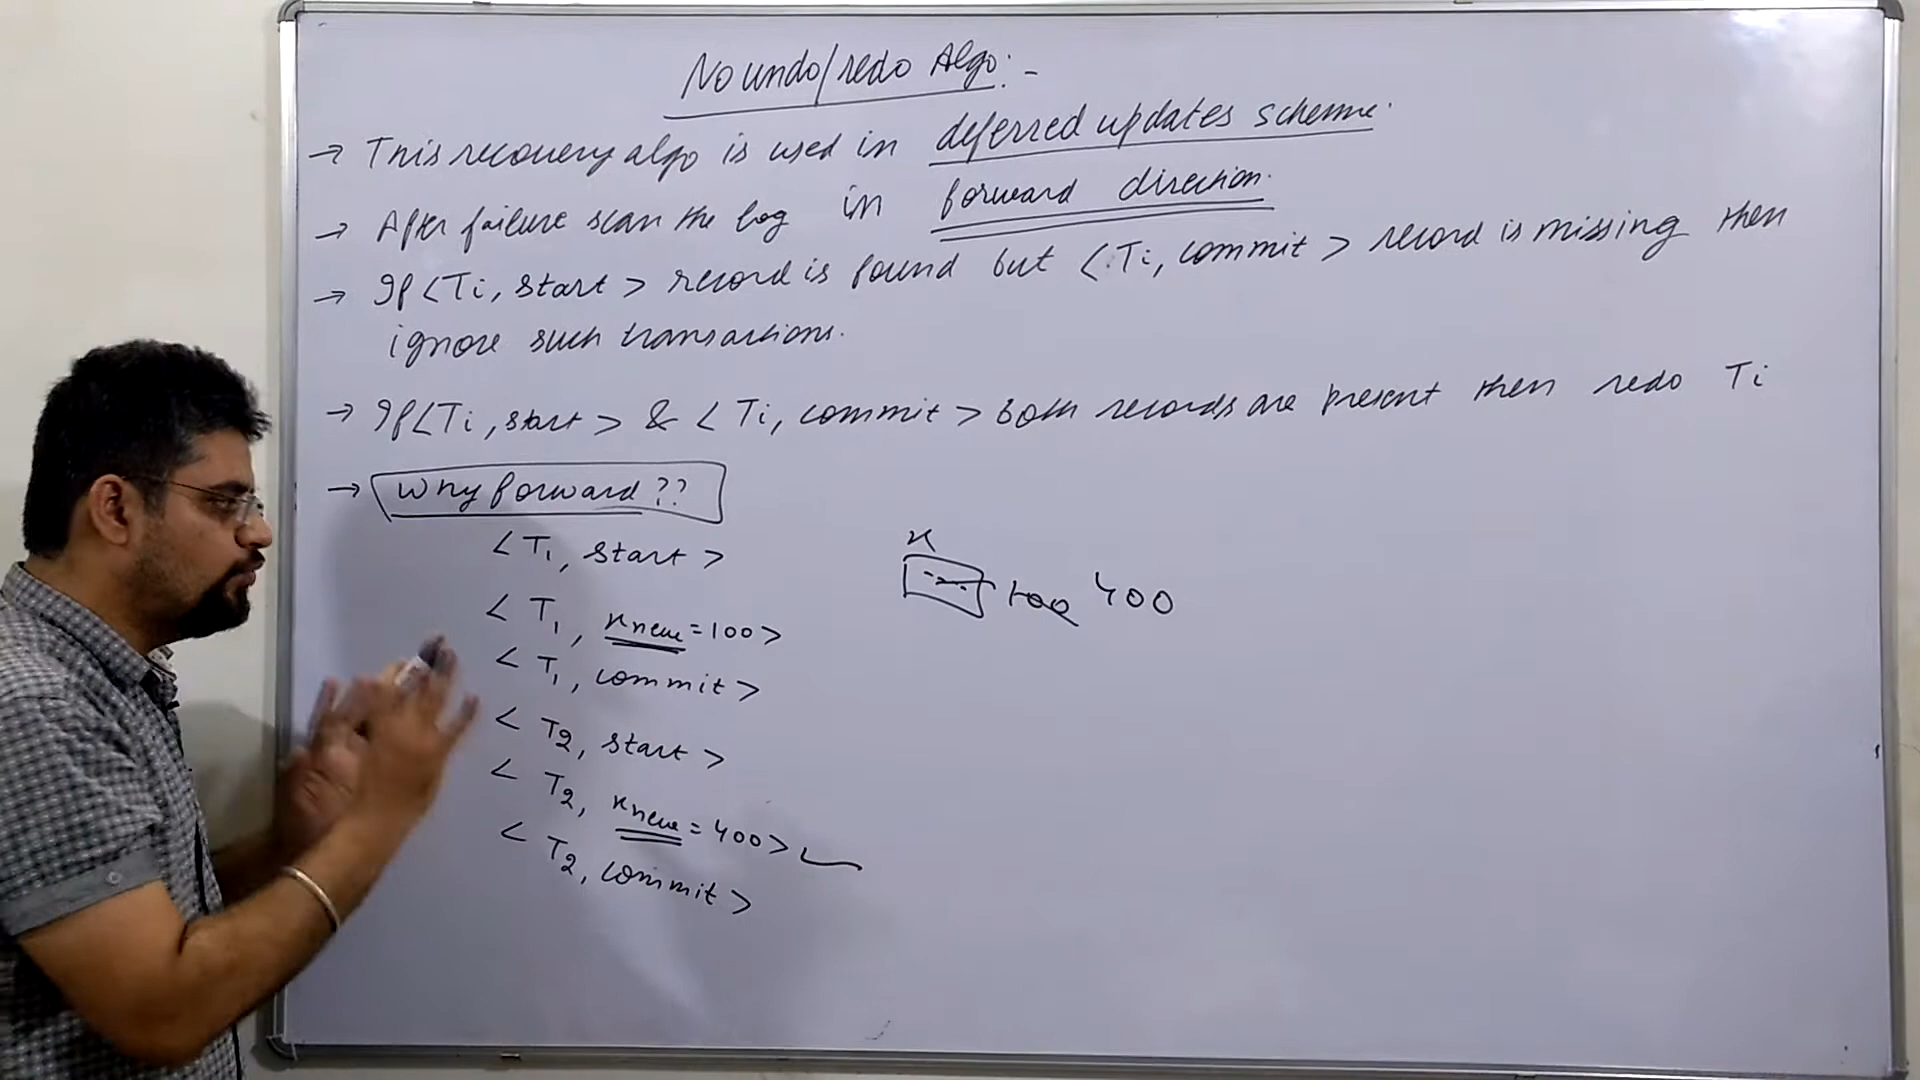 No undo/redo Algo:-
→ This recovery algo is used in deferred updates scheme.
→ After failure scan the log in forward direction.
→ If <Ti, start> record is found but <Ti, commit> record is missing then
ignore such transactions.
→ If <Ti, start> & <Ti, commit> both records are present then redo Ti
→ Why forward??
<T1, start>
<T1, xnew = 100>
<T1, commit>
<T2, start>
<T2, xnew = 400>
<T2, commit>
x
100 400